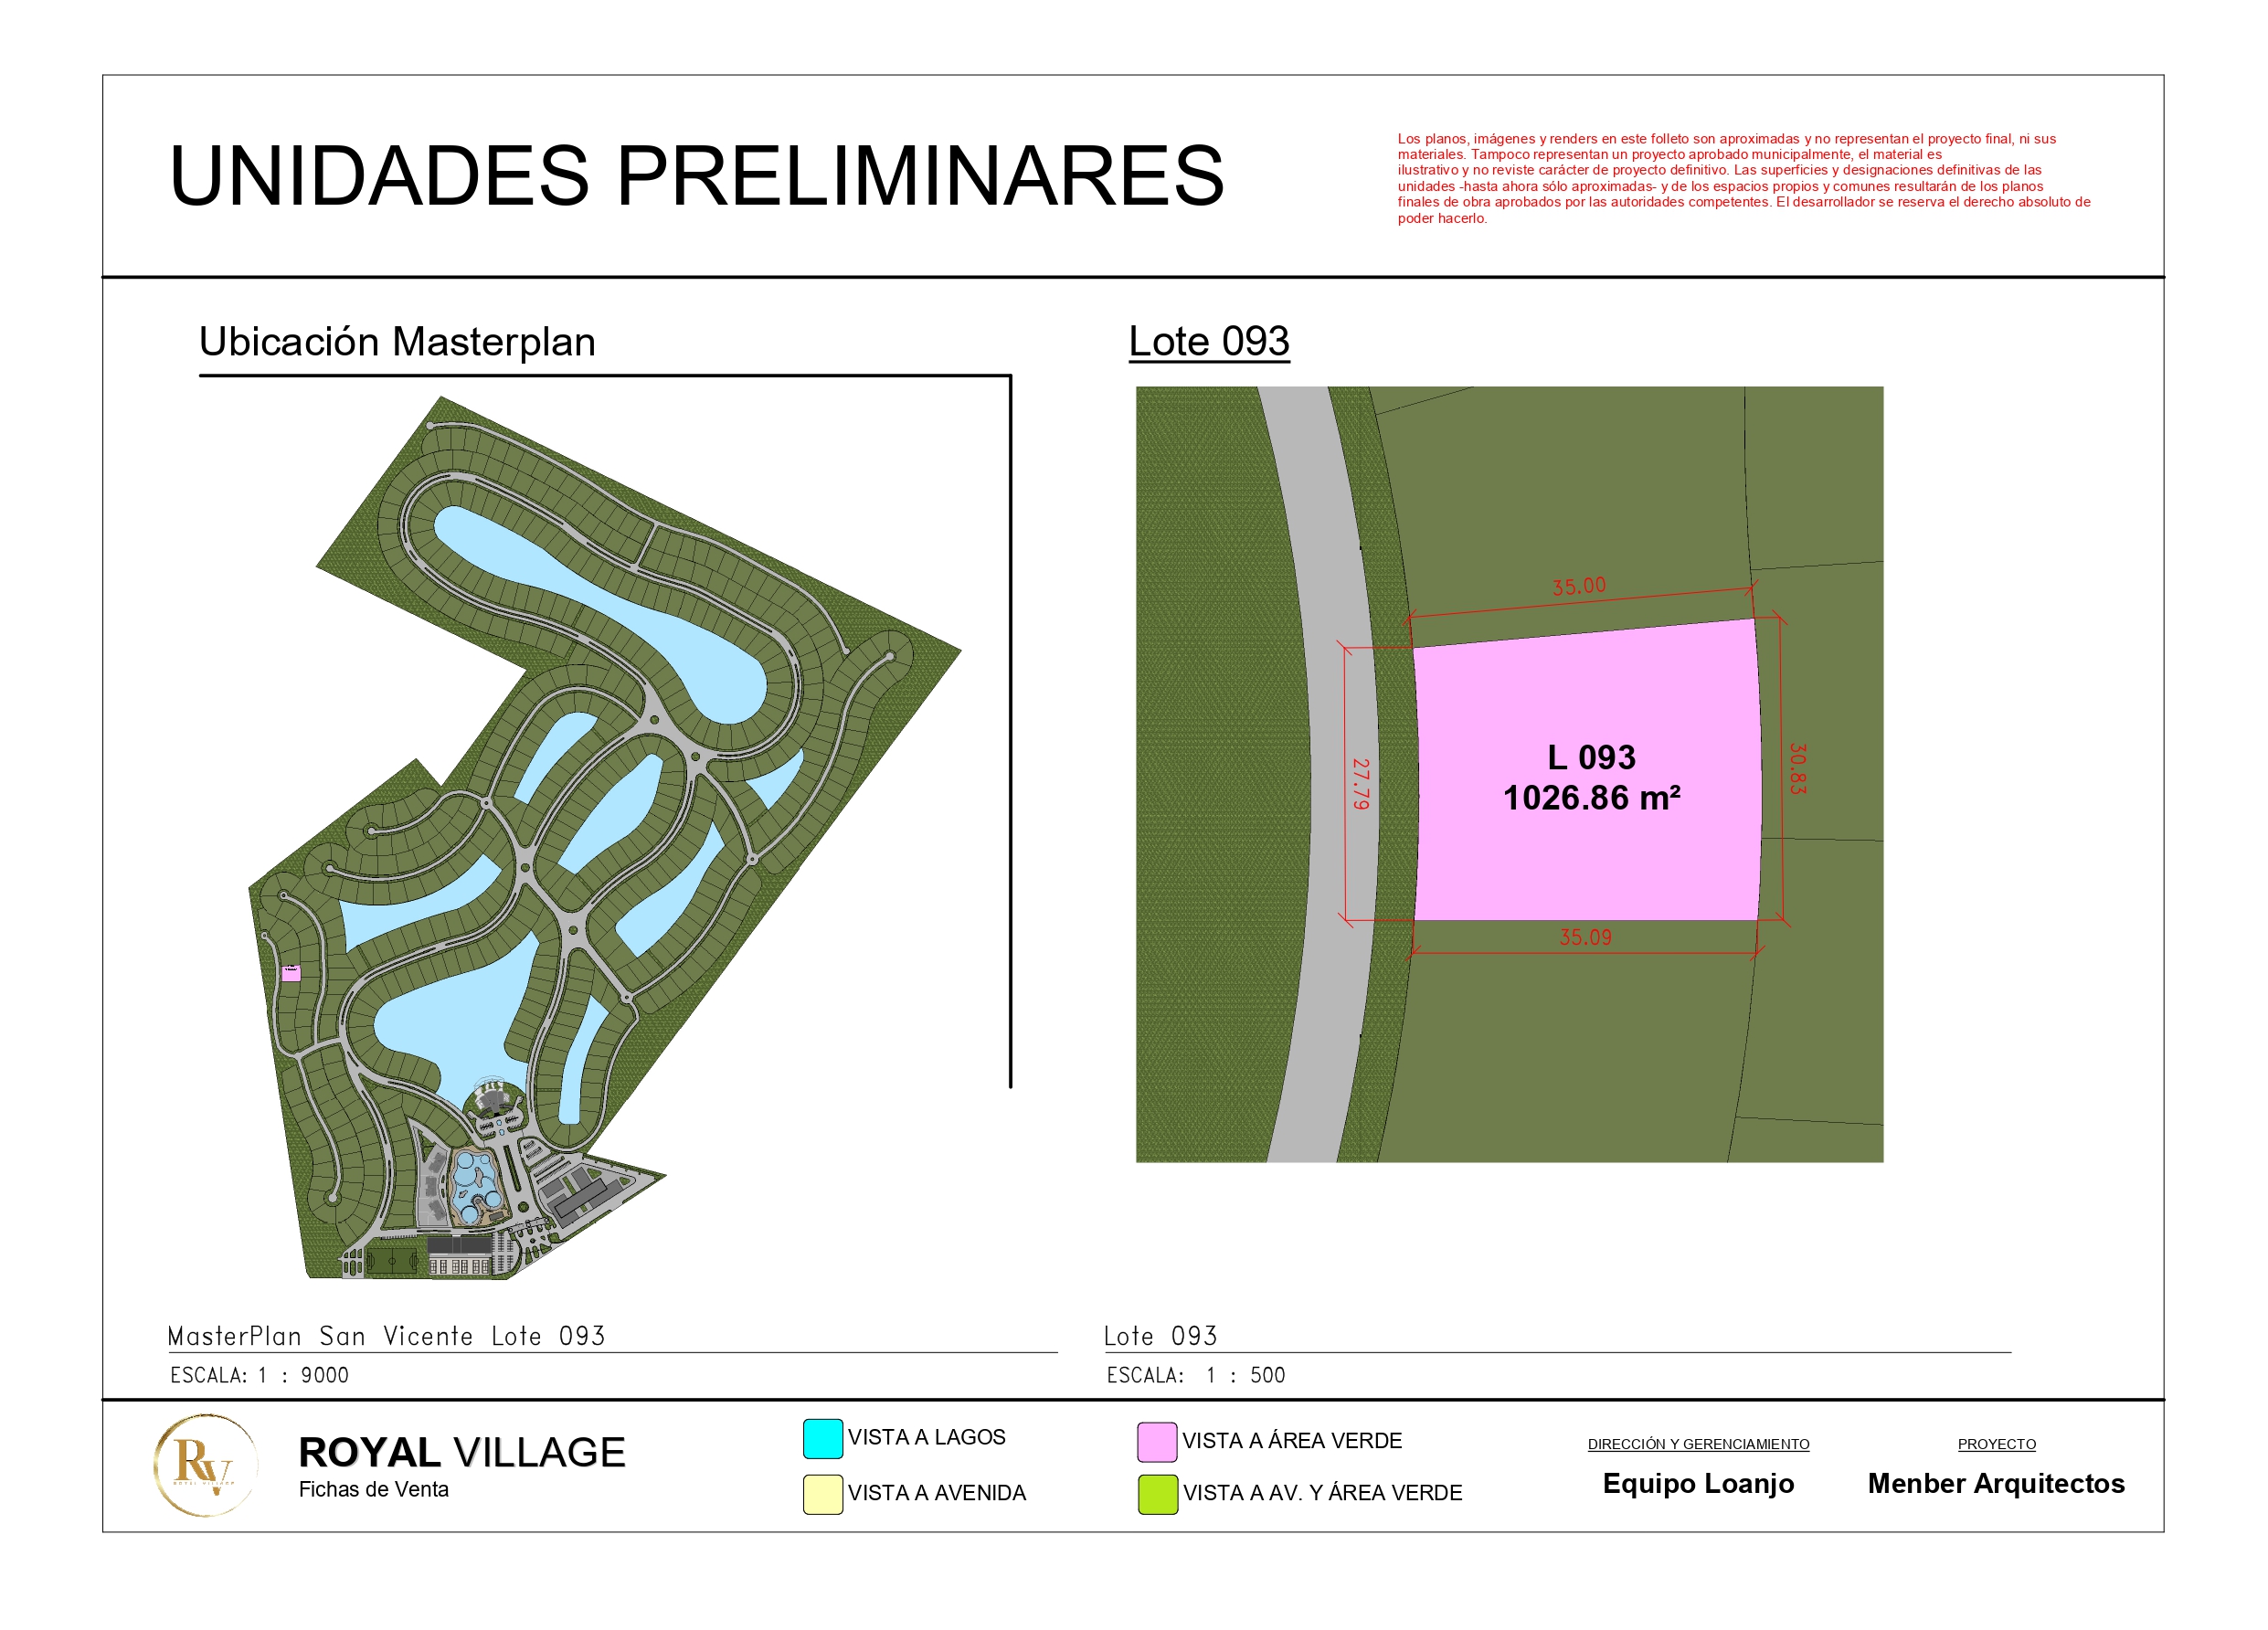 UNIDADES PRELIMINARES
Los planos, imágenes y renders en este folleto son aproximadas y no representan el proyecto final, ni sus
materiales. Tampoco representan un proyecto aprobado municipalmente, el material es
ilustrativo y no reviste carácter de proyecto definitivo. Las superficies y designaciones definitivas de las
unidades -hasta ahora sólo aproximadas- y de los espacios propios y comunes resultarán de los planos
finales de obra aprobados por las autoridades competentes. El desarrollador se reserva el derecho absoluto de
poder hacerlo.
Ubicación Masterplan
Lote 093
35.00
27.79
L 093
1026.86 m²
30.83
35.09
MasterPlan San Vicente Lote 093
ESCALA: 1 : 9000
Lote 093
ESCALA: 1 : 500
RV
ROYAL VILLAGE
ROYAL VILLAGE
Fichas de Venta
VISTA A LAGOS
VISTA A AVENIDA
VISTA A ÁREA VERDE
VISTA A AV. Y ÁREA VERDE
DIRECCIÓN Y GERENCIAMIENTO
Equipo Loanjo
PROYECTO
Menber Arquitectos